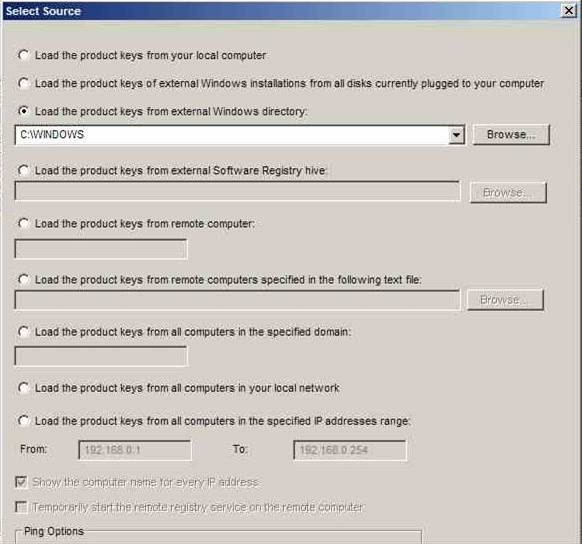 Select Source
Load the product keys from your local computer
Load the product keys of external Windows installations from all disks currently plugged to your computer
Load the product keys from external Windows directory:
C:\WINDOWS
Browse...
Load the product keys from external Software Registry hive:
Browse...
Load the product keys from remote computer:
Load the product keys from remote computers specified in the following text file:
Browse...
Load the product keys from all computers in the specified domain:
Load the product keys from all computers in your local network
Load the product keys from all computers in the specified IP addresses range:
From: 192.168.0.1 To: 192.168.0.254
Show the computer name for every IP address
Temporarily start the remote registry service on the remote computer
Ping Options